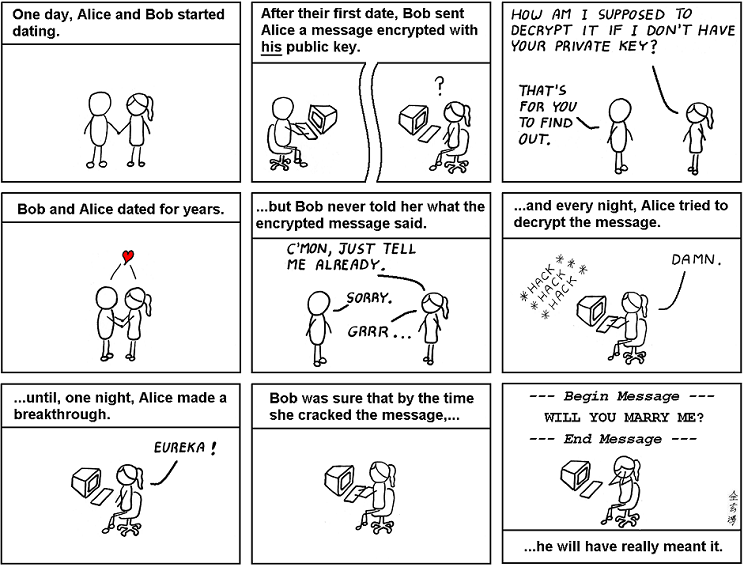 One day, Alice and Bob started
dating.
After their first date, Bob sent
Alice a message encrypted with
his public key.
?
HOW AM I SUPPOSED TO
DECRYPT IT IF I DON'T HAVE
YOUR PRIVATE KEY?
THAT'S
FOR YOU
TO FIND
OUT.
Bob and Alice dated for years.
...but Bob never told her what the
encrypted message said.
C'MON, JUST TELL
ME ALREADY.
SORRY.
GRRR...
...and every night, Alice tried to
decrypt the message.
*HACK*
*HACK*
*HACK*
DAMN.
...until, one night, Alice made a
breakthrough.
EUREKA!
Bob was sure that by the time
she cracked the message,...
--- Begin Message ---
WILL YOU MARRY ME?
--- End Message ---
...he will have really meant it.